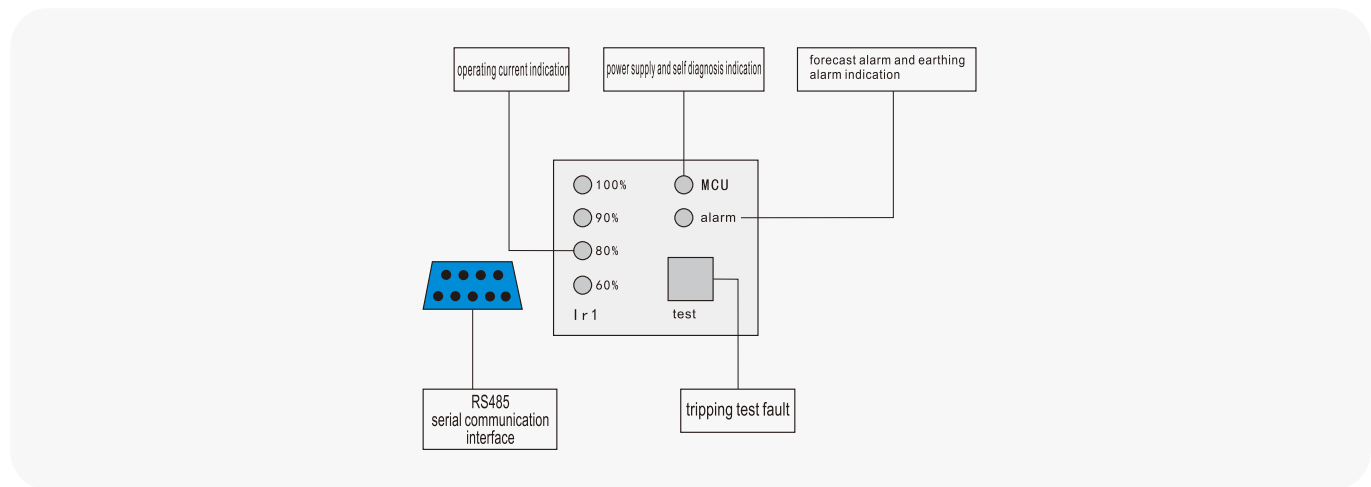 operating current indication
power supply and self diagnosis indication
forecast alarm and earthing
alarm indication
100%
MCU
90%
alarm
80%
60%
Ir1
test
RS485
serial communication
interface
tripping test fault